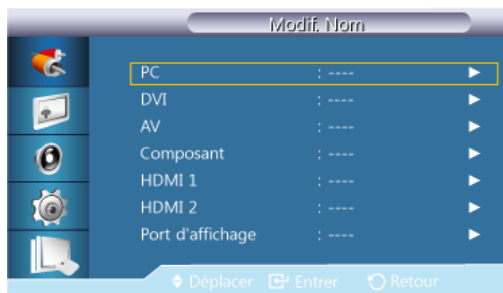 Modif. Nom
PC : ---- ►
DVI : ---- ►
AV : ---- ►
Composant : ---- ►
HDMI 1 : ---- ►
HDMI 2 : ---- ►
Port d'affichage : ---- ►
Déplacer Entrer Retour